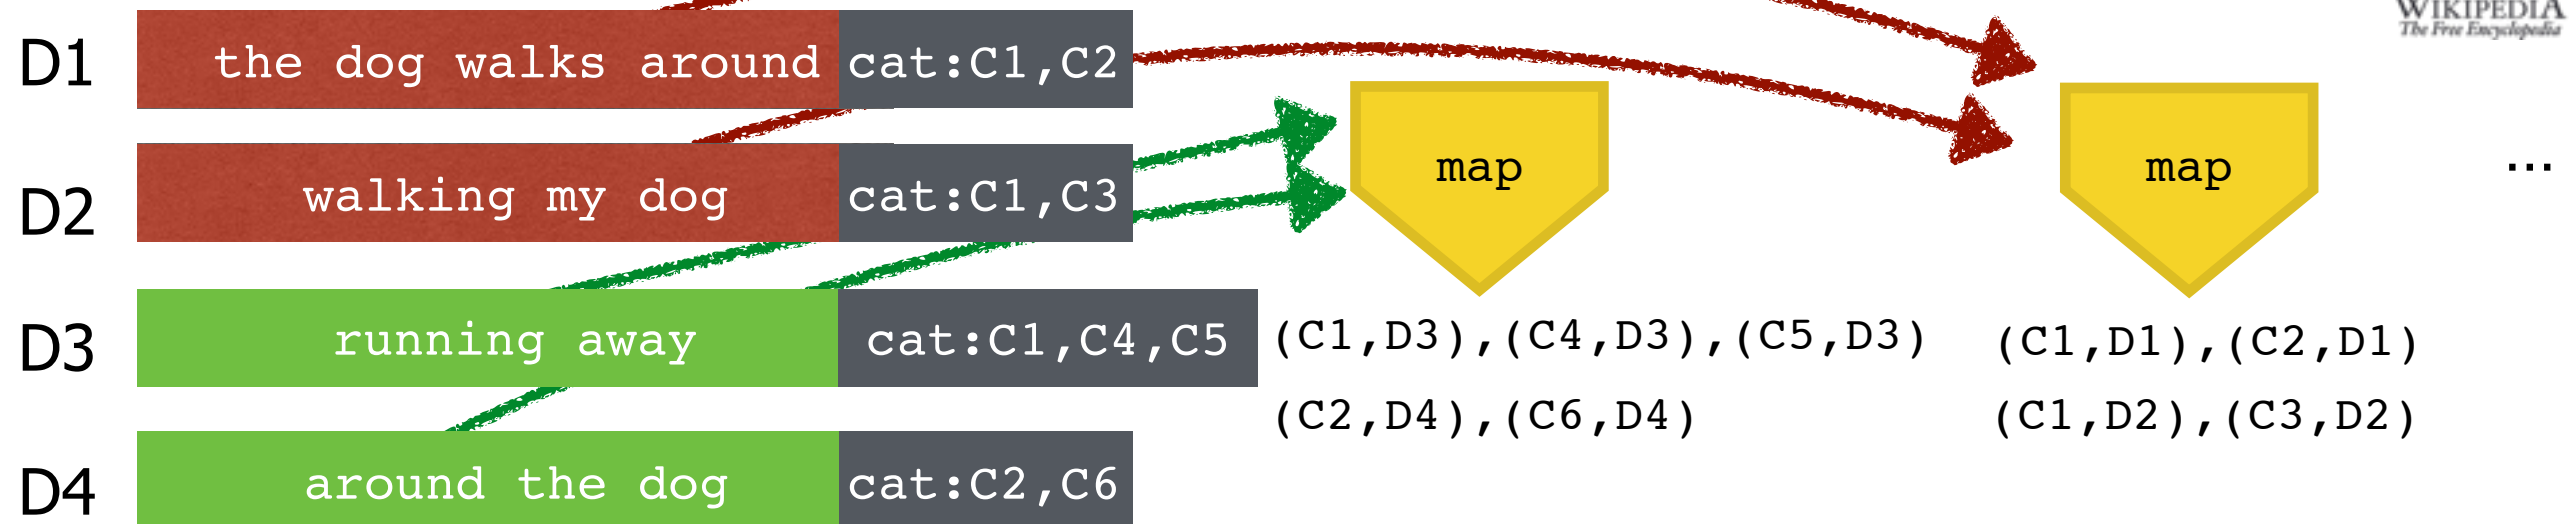 WIKIPEDIA
The Free Encyclopedia
D1 the dog walks around cat:C1,C2
D2 walking my dog cat:C1,C3
map map ...
D3 running away cat:C1,C4,C5 (C1,D3),(C4,D3),(C5,D3) (C1,D1),(C2,D1)
(C2,D4),(C6,D4) (C1,D2),(C3,D2)
D4 around the dog cat:C2,C6